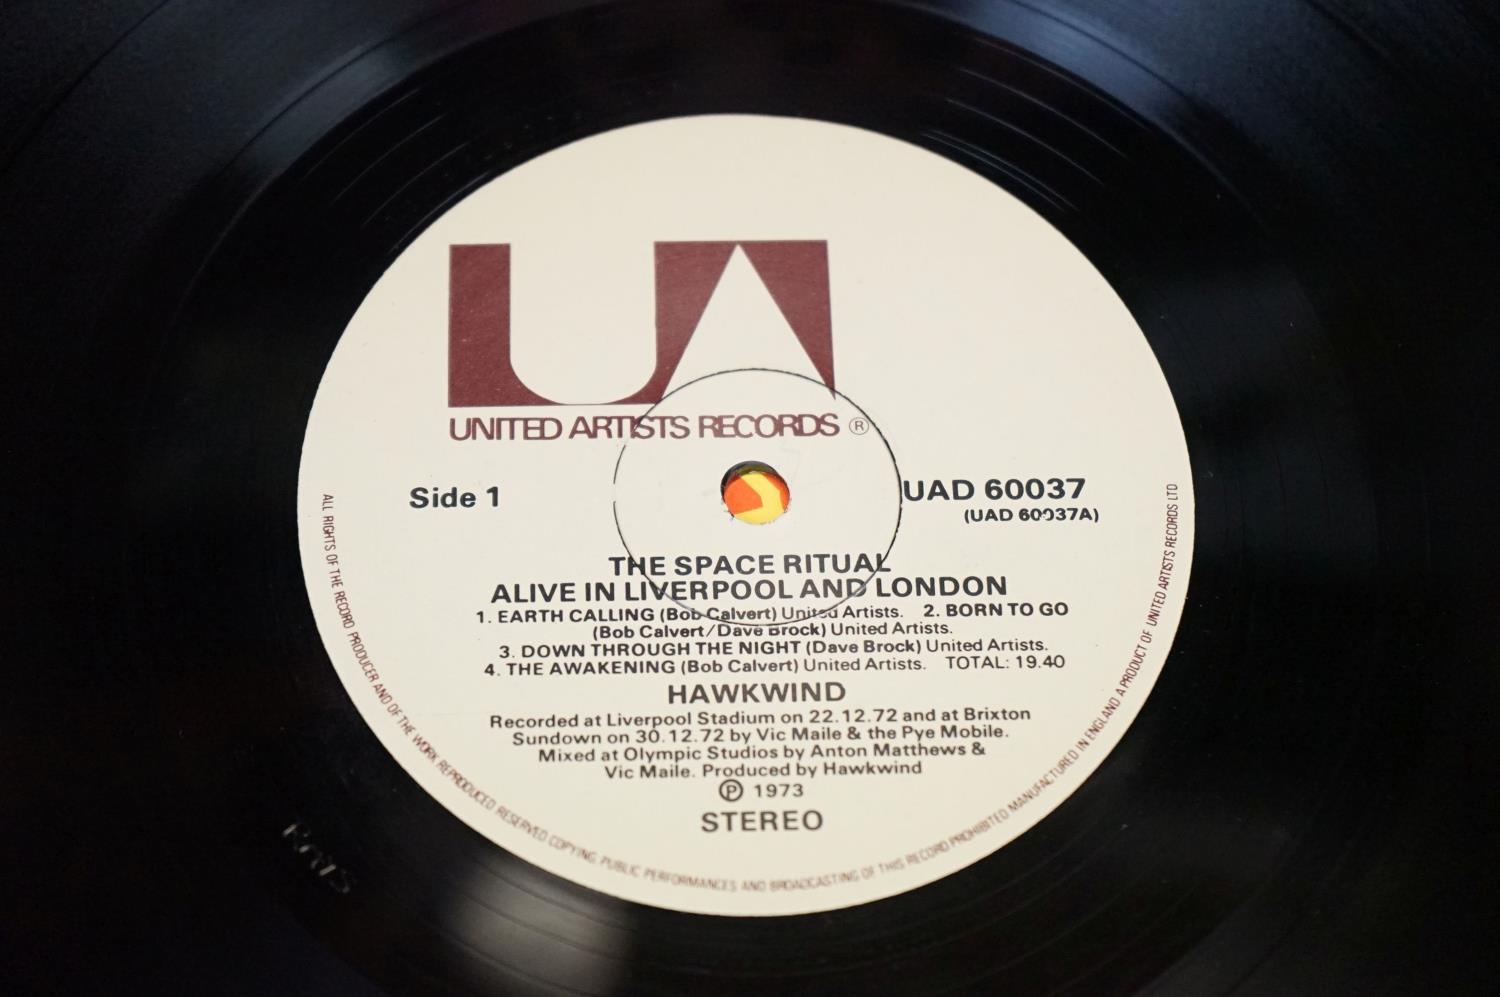 UA
UNITED ARTISTS RECORDS ®
Side 1
UAD 60037
(UAD 60037A)
THE SPACE RITUAL
ALIVE IN LIVERPOOL AND LONDON
1. EARTH CALLING (Bob Calvert) United Artists. 2. BORN TO GO
(Bob Calvert/Dave Brock) United Artists.
3. DOWN THROUGH THE NIGHT (Dave Brock) United Artists.
4. THE AWAKENING (Bob Calvert) United Artists. TOTAL: 19.40
HAWKWIND
Recorded at Liverpool Stadium on 22.12.72 and at Brixton
Sundown on 30.12.72 by Vic Maile & the Pye Mobile.
Mixed at Olympic Studios by Anton Matthews &
Vic Maile. Produced by Hawkwind
℗ 1973
STEREO
ALL RIGHTS OF THE RECORD PRODUCER AND OF THE WORK REPRODUCED RESERVED COPYING, PUBLIC PERFORMANCES AND BROADCASTING OF THIS RECORD PROHIBITED MANUFACTURED IN ENGLAND A PRODUCT OF UNITED ARTISTS RECORDS LTD